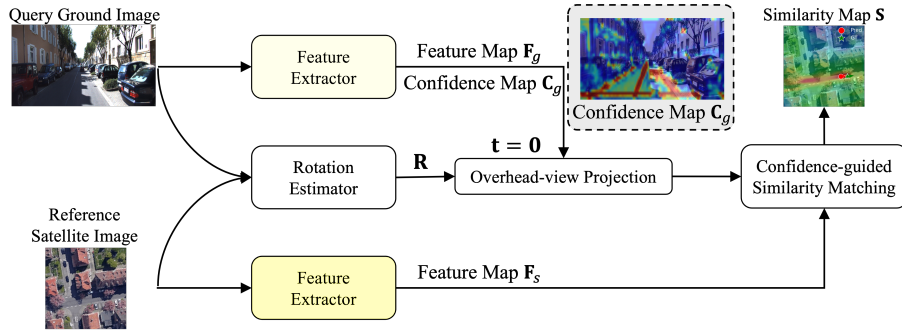 Query Ground Image
Similarity Map S
Feature
Extractor
Feature Map F_g
Confidence Map C_g
Confidence Map C_g
t = 0
Rotation
Estimator
R
Overhead-view Projection
Confidence-guided
Similarity Matching
Reference
Satellite Image
Feature
Extractor
Feature Map F_s